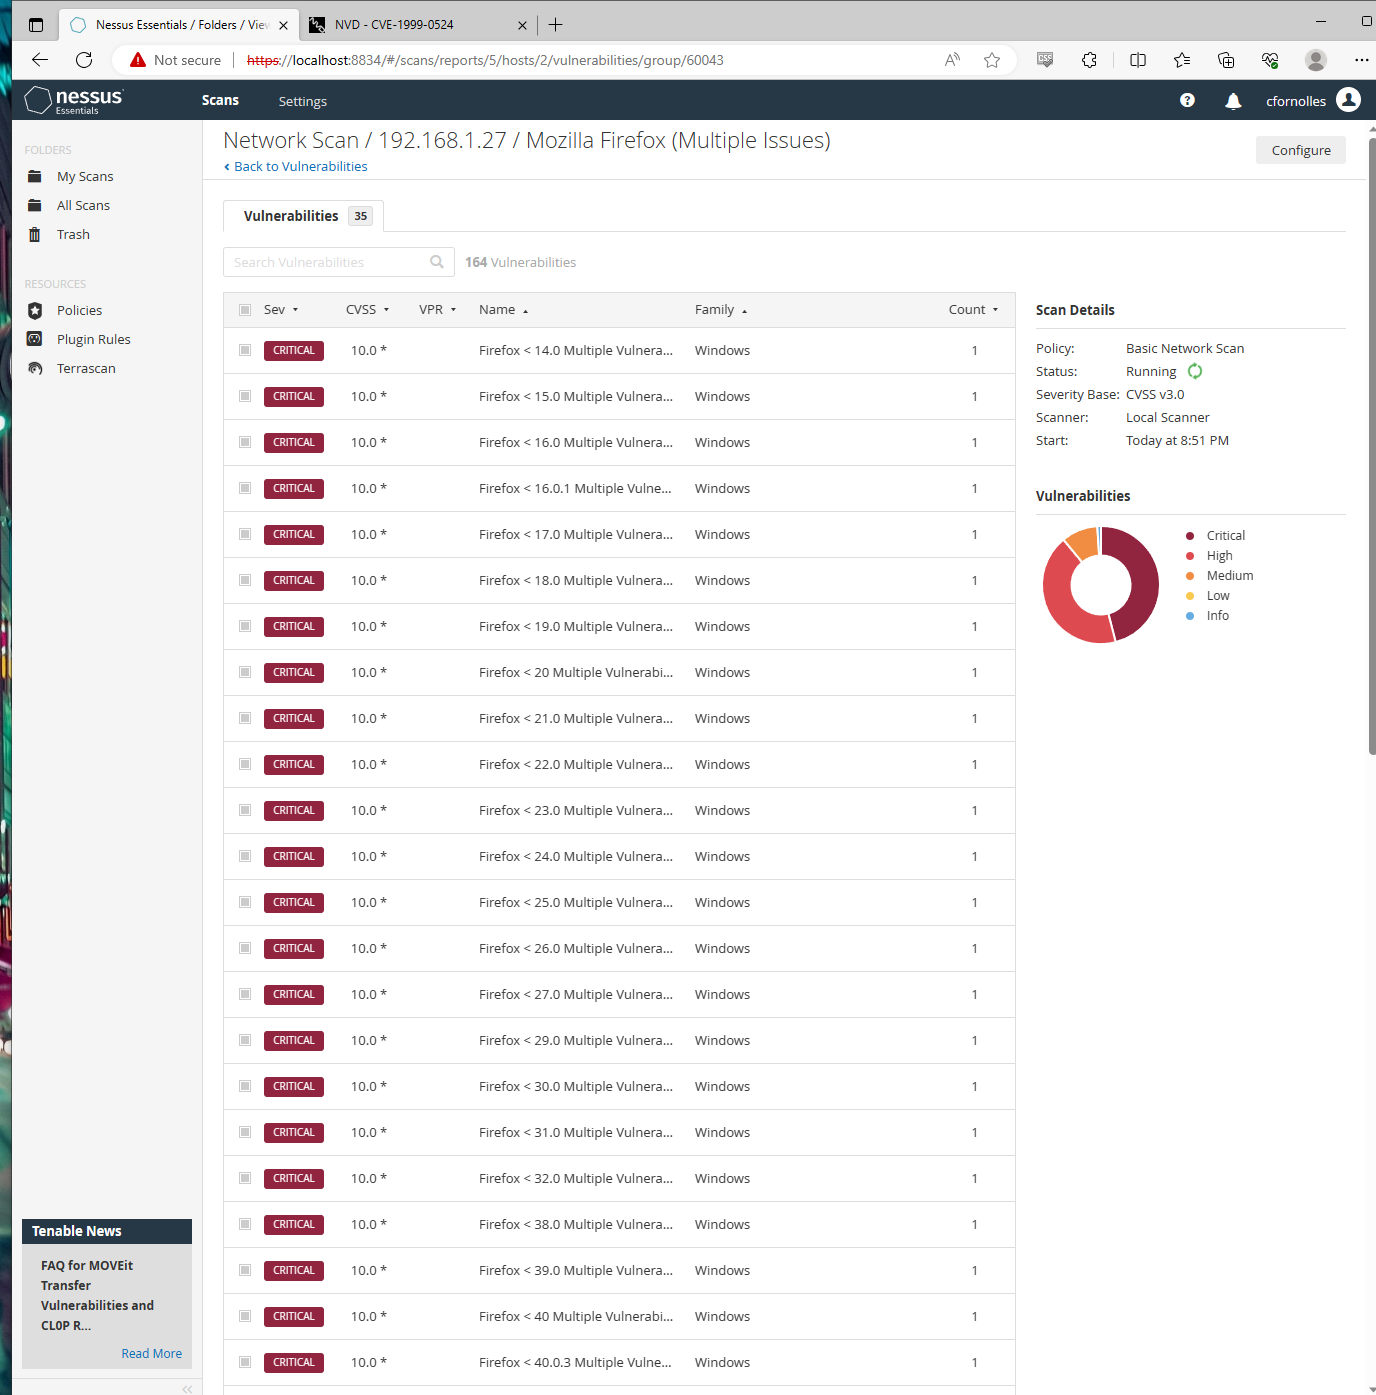 Nessus Essentials / Folders / View
NVD - CVE-1999-0524
Not secure
https://localhost:8834/#/scans/reports/5/hosts/2/vulnerabilities/group/60043
nessus
Essentials
Scans
Settings
cfornolles
FOLDERS
My Scans
All Scans
Trash
RESOURCES
Policies
Plugin Rules
Terrascan
Tenable News
FAQ for MOVEit
Transfer
Vulnerabilities and
CL0P R...
Read More
Network Scan / 192.168.1.27 / Mozilla Firefox (Multiple Issues)
Back to Vulnerabilities
Configure
Vulnerabilities 35
Search Vulnerabilities
164 Vulnerabilities
Sev CVSS VPR Name Family Count
CRITICAL 10.0 * Firefox < 14.0 Multiple Vulnera... Windows 1
CRITICAL 10.0 * Firefox < 15.0 Multiple Vulnera... Windows 1
CRITICAL 10.0 * Firefox < 16.0 Multiple Vulnera... Windows 1
CRITICAL 10.0 * Firefox < 16.0.1 Multiple Vulne... Windows 1
CRITICAL 10.0 * Firefox < 17.0 Multiple Vulnera... Windows 1
CRITICAL 10.0 * Firefox < 18.0 Multiple Vulnera... Windows 1
CRITICAL 10.0 * Firefox < 19.0 Multiple Vulnera... Windows 1
CRITICAL 10.0 * Firefox < 20 Multiple Vulnerabi... Windows 1
CRITICAL 10.0 * Firefox < 21.0 Multiple Vulnera... Windows 1
CRITICAL 10.0 * Firefox < 22.0 Multiple Vulnera... Windows 1
CRITICAL 10.0 * Firefox < 23.0 Multiple Vulnera... Windows 1
CRITICAL 10.0 * Firefox < 24.0 Multiple Vulnera... Windows 1
CRITICAL 10.0 * Firefox < 25.0 Multiple Vulnera... Windows 1
CRITICAL 10.0 * Firefox < 26.0 Multiple Vulnera... Windows 1
CRITICAL 10.0 * Firefox < 27.0 Multiple Vulnera... Windows 1
CRITICAL 10.0 * Firefox < 29.0 Multiple Vulnera... Windows 1
CRITICAL 10.0 * Firefox < 30.0 Multiple Vulnera... Windows 1
CRITICAL 10.0 * Firefox < 31.0 Multiple Vulnera... Windows 1
CRITICAL 10.0 * Firefox < 32.0 Multiple Vulnera... Windows 1
CRITICAL 10.0 * Firefox < 38.0 Multiple Vulnera... Windows 1
CRITICAL 10.0 * Firefox < 39.0 Multiple Vulnera... Windows 1
CRITICAL 10.0 * Firefox < 40 Multiple Vulnerabi... Windows 1
CRITICAL 10.0 * Firefox < 40.0.3 Multiple Vulne... Windows 1
Scan Details
Policy: Basic Network Scan
Status: Running
Severity Base: CVSS v3.0
Scanner: Local Scanner
Start: Today at 8:51 PM
Vulnerabilities
Critical
High
Medium
Low
Info